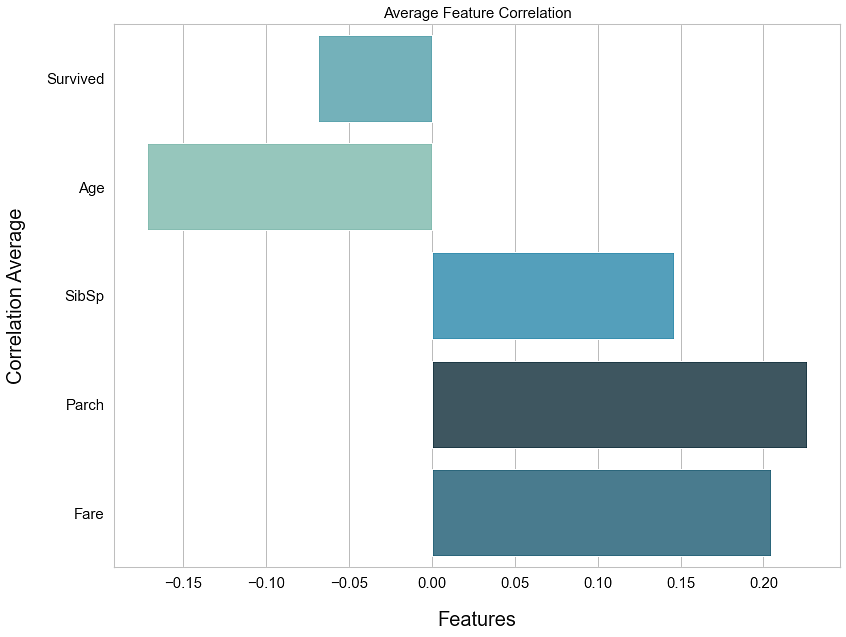 Average Feature Correlation
Survived
Age
SibSp
Parch
Fare
Correlation Average
−0.15 −0.10 −0.05 0.00 0.05 0.10 0.15 0.20
Features